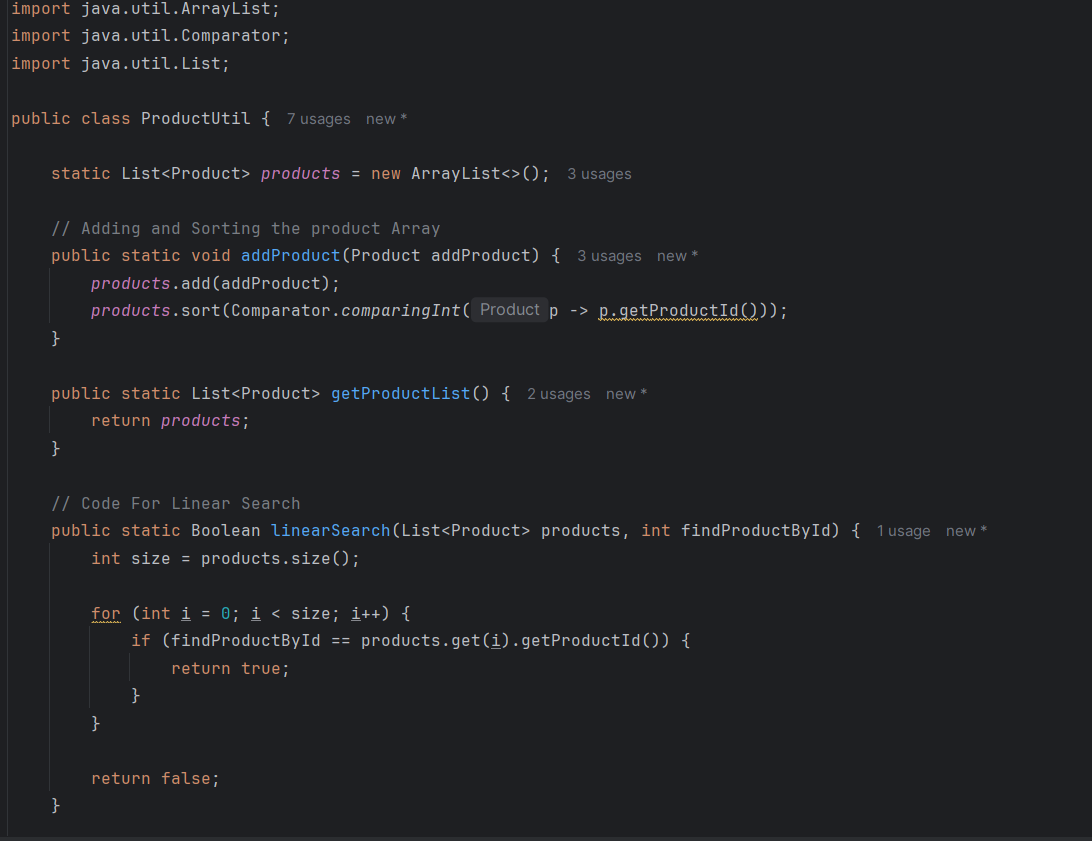 import java.util.ArrayList;
import java.util.Comparator;
import java.util.List;
public class ProductUtil { 7 usages new *
static List<Product> products = new ArrayList<>(); 3 usages
// Adding and Sorting the product Array
public static void addProduct(Product addProduct) { 3 usages new *
products.add(addProduct);
products.sort(Comparator.comparingInt( Product p -> p.getProductId()));
}
public static List<Product> getProductList() { 2 usages new *
return products;
}
// Code For Linear Search
public static Boolean linearSearch(List<Product> products, int findProductById) { 1 usage new *
int size = products.size();
for (int i = 0; i < size; i++) {
if (findProductById == products.get(i).getProductId()) {
return true;
}
}
return false;
}